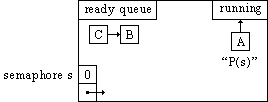 ready queue running
C B A
"P(s)"
semaphore s 0